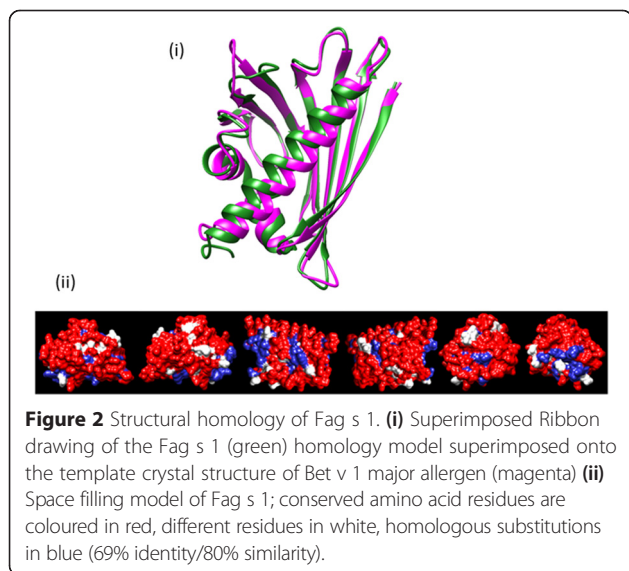 (i)
(ii)
Figure 2 Structural homology of Fag s 1. (i) Superimposed Ribbon
drawing of the Fag s 1 (green) homology model superimposed onto
the template crystal structure of Bet v 1 major allergen (magenta) (ii)
Space filling model of Fag s 1; conserved amino acid residues are
coloured in red, different residues in white, homologous substitutions
in blue (69% identity/80% similarity).